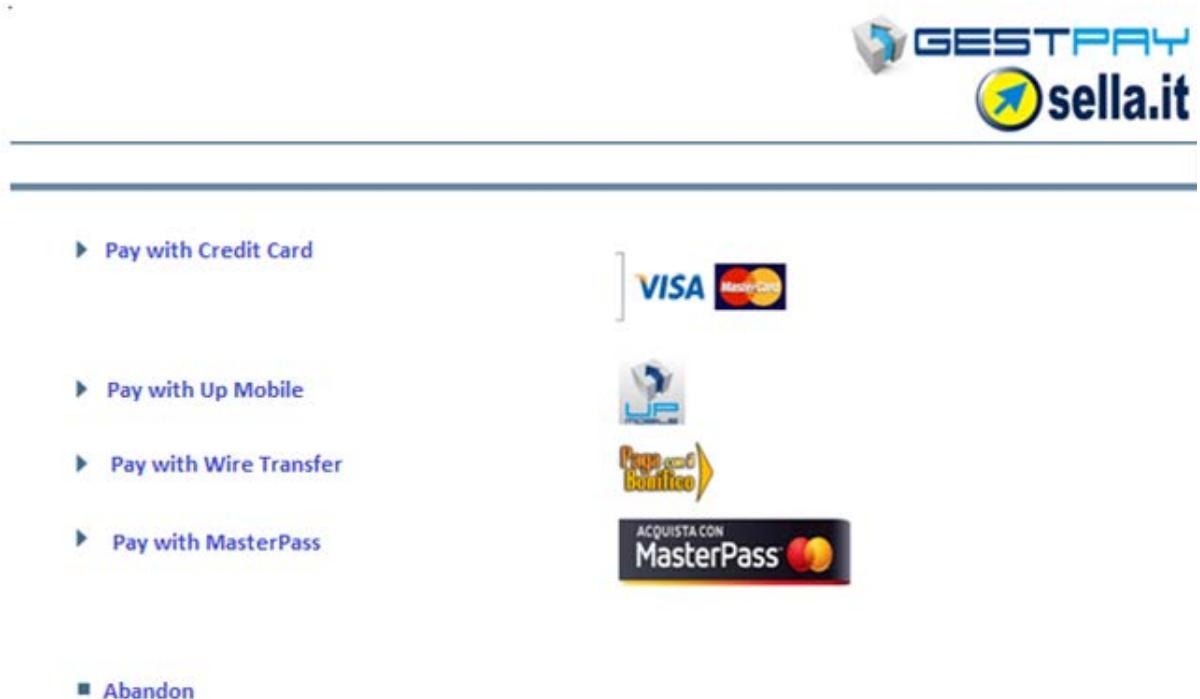 GESTPAY
sella.it
Pay with Credit Card
VISA MasterCard
Pay with Up Mobile
UP
MOBILE
Pay with Wire Transfer
Paga con il
Bonifico
Pay with MasterPass
ACQUISTA CON
MasterPass
Abandon